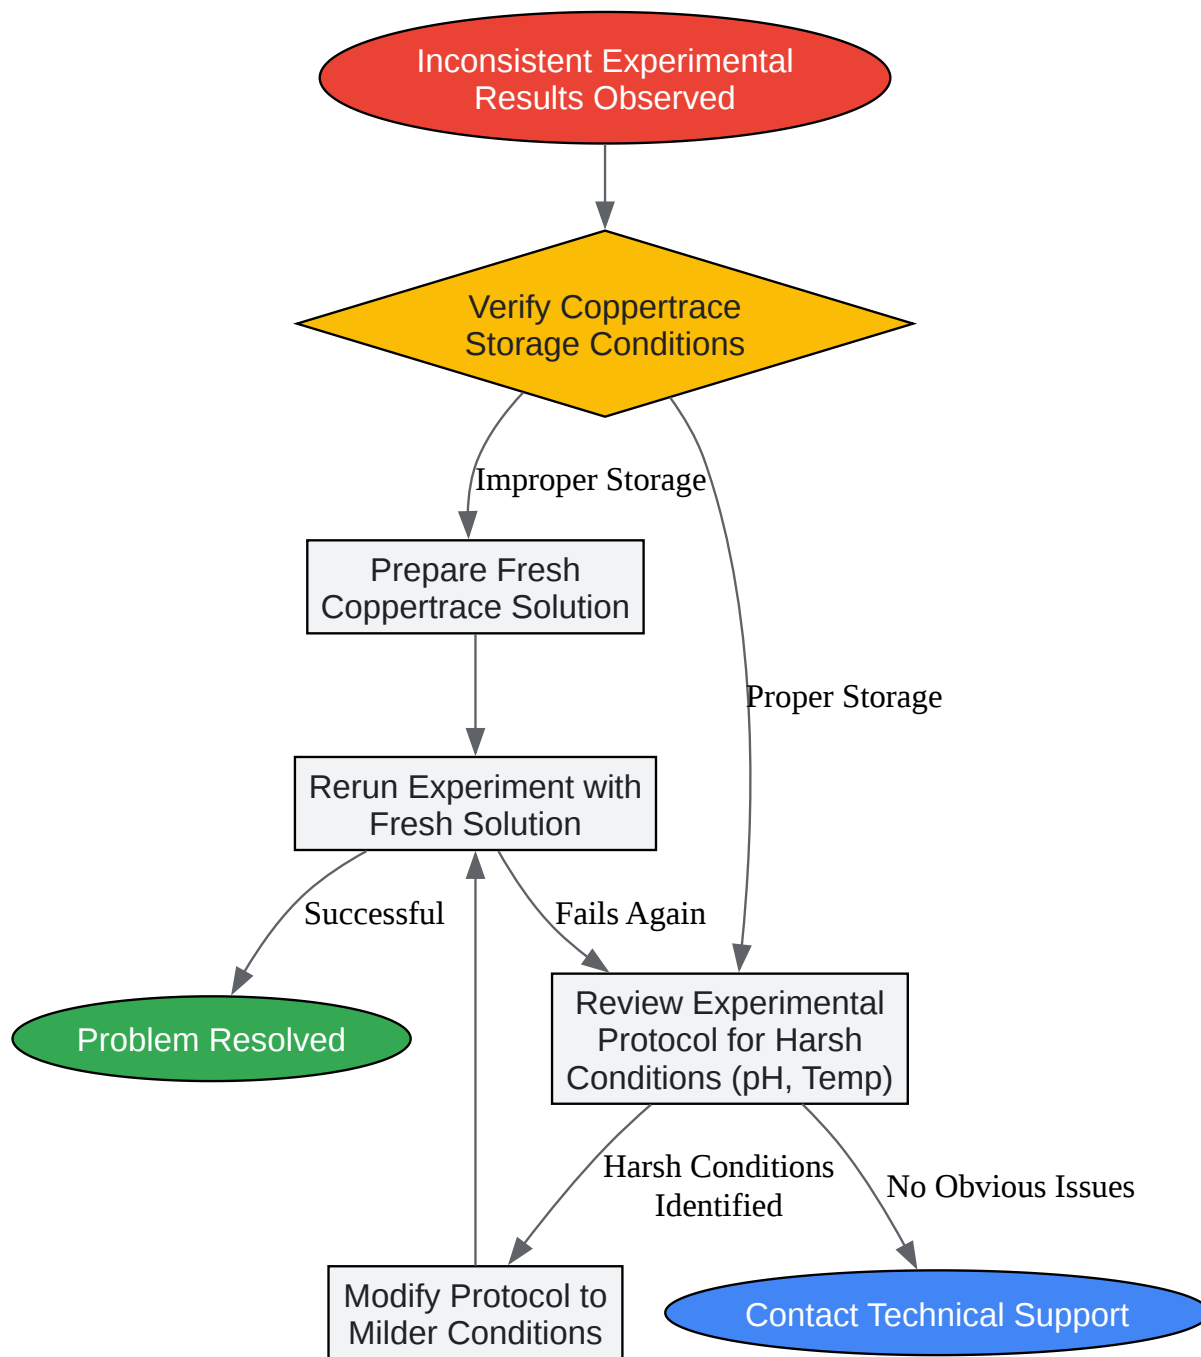 Inconsistent Experimental
Results Observed
Verify Coppertrace
Storage Conditions
Improper Storage
Prepare Fresh
Coppertrace Solution
Proper Storage
Rerun Experiment with
Fresh Solution
Successful
Fails Again
Review Experimental
Protocol for Harsh
Conditions (pH, Temp)
Problem Resolved
Harsh Conditions
Identified
No Obvious Issues
Modify Protocol to
Milder Conditions
Contact Technical Support